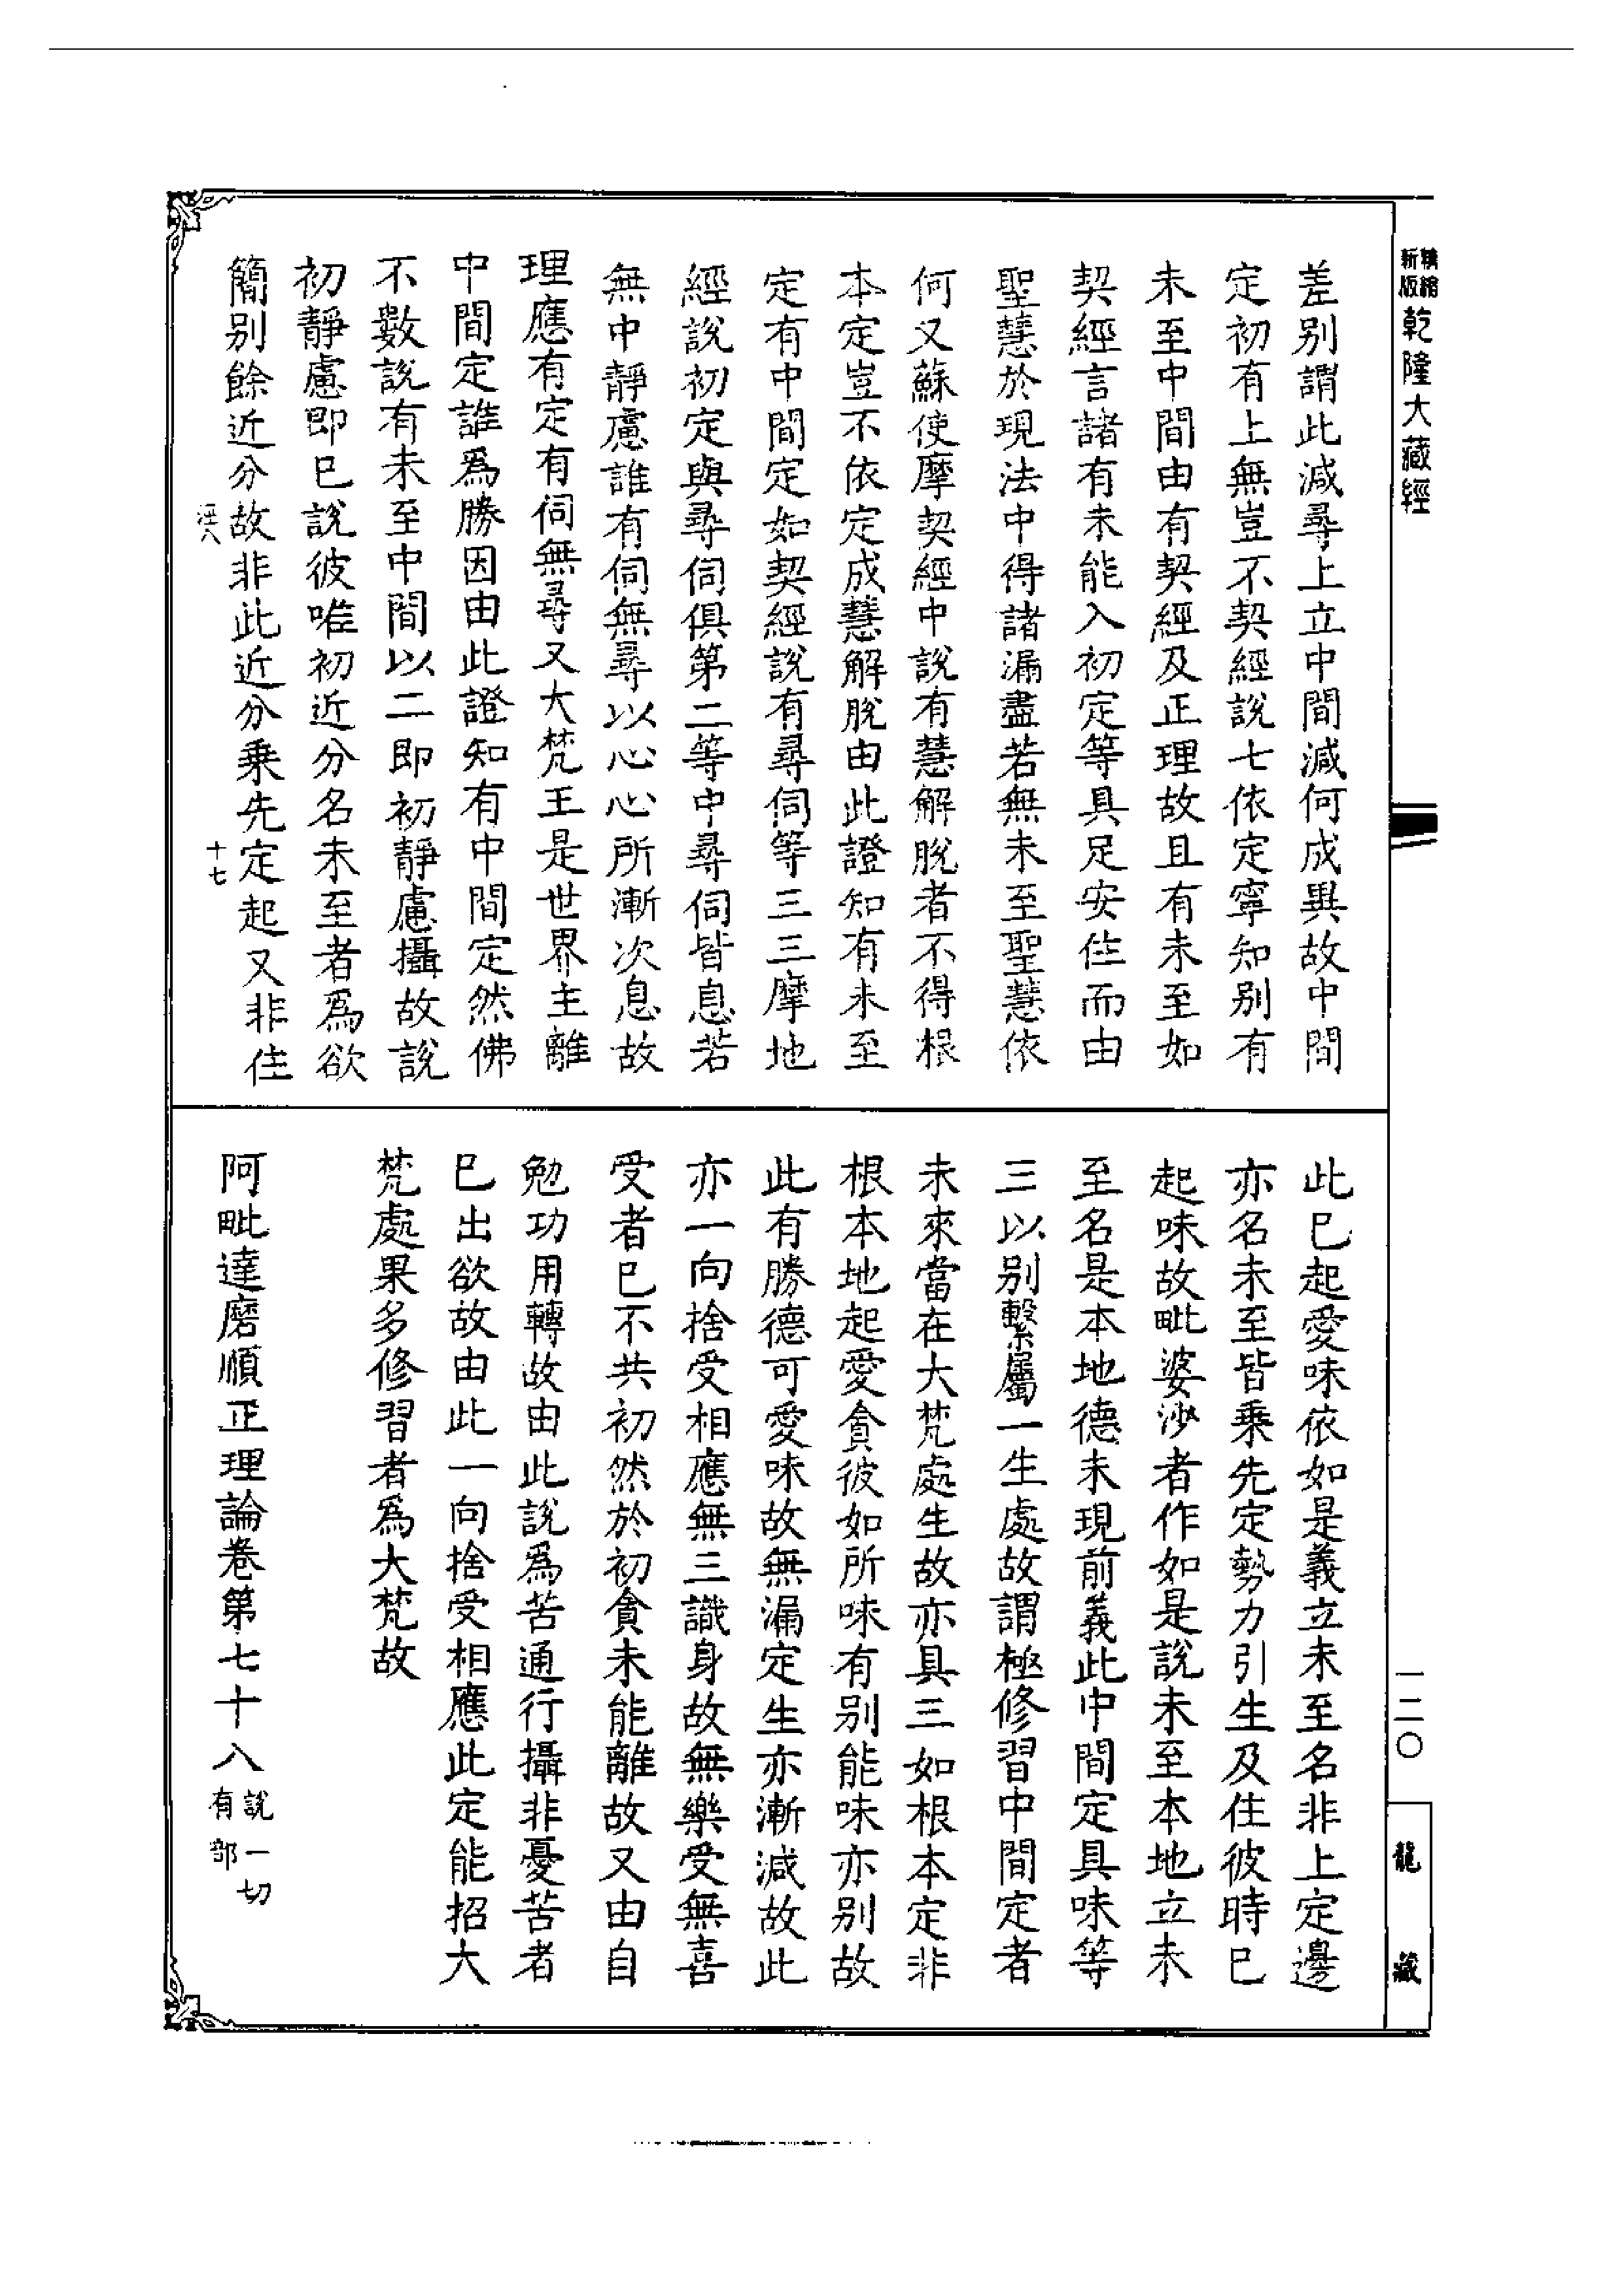 精縮新版乾隆大藏經
差別謂此減尋上立中間減何成異故中間
定初有上無豈不契經說七依定寧知別有
未至中間由有契經及正理故且有未至如
契經言諸有未能入初定等具足安住而由
聖慧於現法中得諸漏盡若無未至聖慧依
何又蘇使摩契經中說有慧解脫者不得根
本定豈不依定成慧解脫由此證知有未至
定有中間定如契經說有尋伺等三三摩地
經說初定與尋伺俱第二等中尋伺皆息若
無中靜慮誰有伺無尋以心心所漸次息故
理應有定有伺無尋又大梵王是世界主離
中間定誰爲勝因由此證知有中間定然佛
不數說有未至中間以二即初靜慮攝故說
初靜慮即已說彼唯初近分名未至者爲欲
簡別餘近分故非此近分乘先定起又非住
十七
此已起愛味依如是義立未至名非上定邊
亦名未至皆乘先定勢力引生及住彼時已
起味故毗婆沙者作如是說未至本地立未
至名是本地德未現前義此中間定具味等
三以別繫屬一生處故謂極修習中間定者
未來當在大梵處生故亦具三如根本定非
根本地起愛貪彼如所味有別能味亦別故
此有勝德可愛味故無漏定生亦漸減故此
亦一向捨受相應無三識身故無樂受無喜
受者已不共初然於初貪未能離故又由自
勉功用轉故由此說爲苦通行攝非憂苦者
已出欲故由此一向捨受相應此定能招大
梵處果多修習者爲大梵故
阿毗達磨順正理論卷第七十八說一切有部
一二〇
龍藏